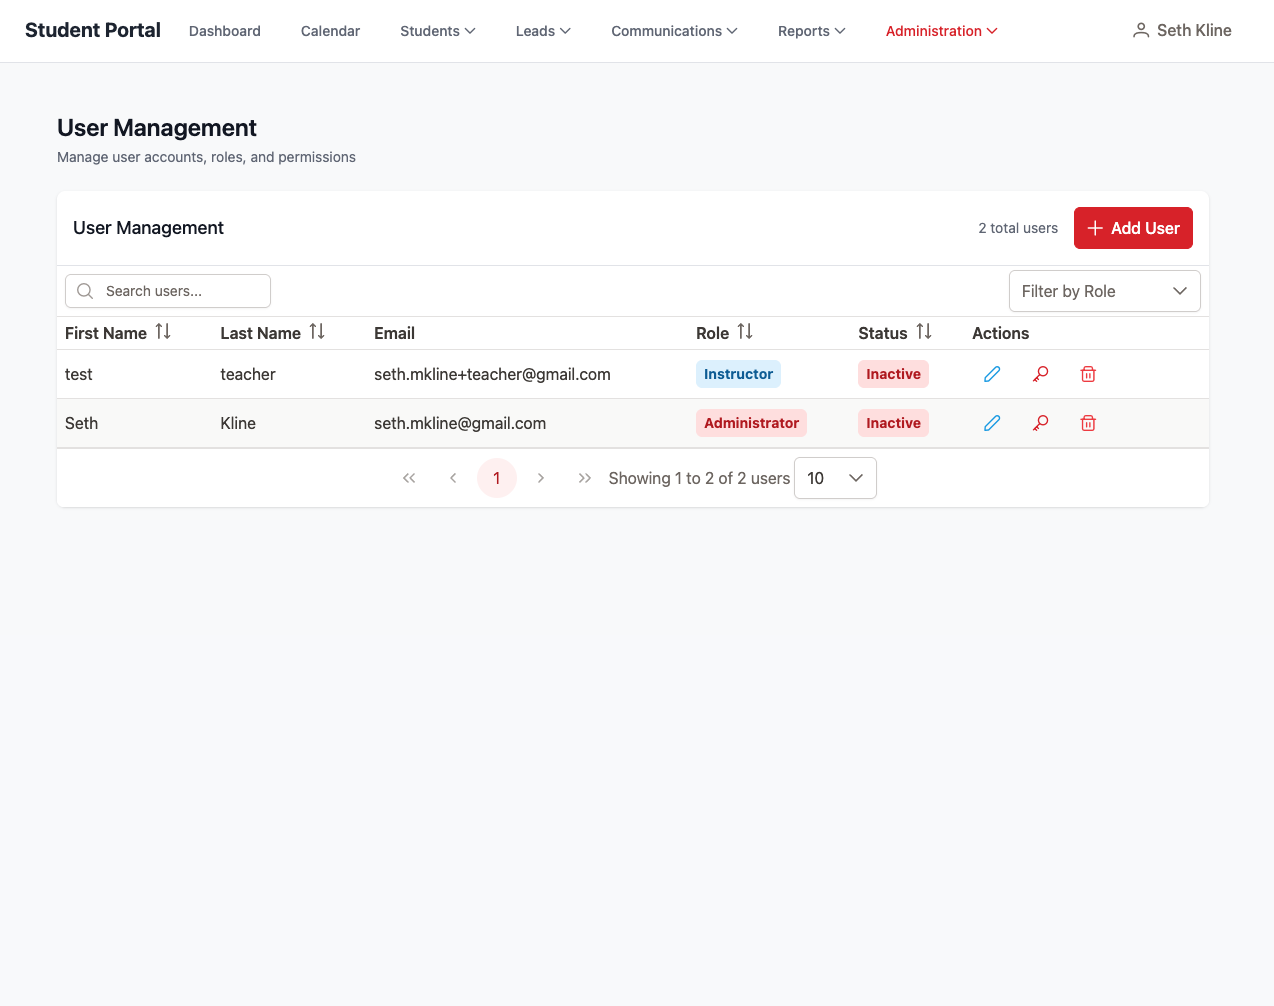 Student Portal Dashboard Calendar Students Leads Communications Reports Administration Seth Kline
User Management
Manage user accounts, roles, and permissions
User Management 2 total users Add User
Search users... Filter by Role
First Name Last Name Email Role Status Actions
test teacher seth.mkline+teacher@gmail.com Instructor Inactive
Seth Kline seth.mkline@gmail.com Administrator Inactive
1 Showing 1 to 2 of 2 users 10